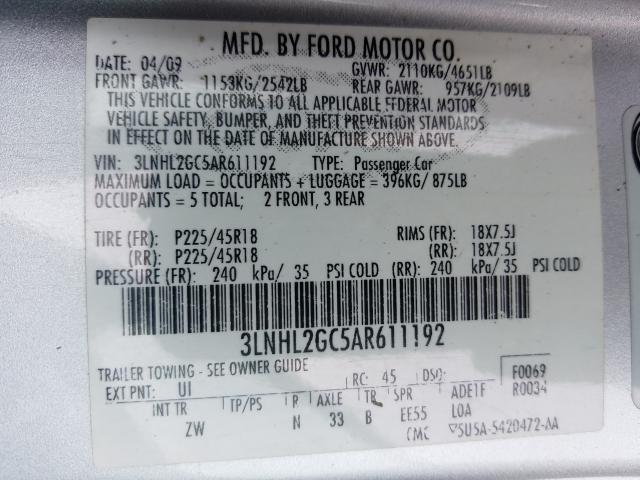 MFD. BY FORD MOTOR CO.
DATE: 04/09 GVWR: 2110KG/4651LB
FRONT GAWR: 1153KG/2542LB REAR GAWR: 957KG/2109LB
THIS VEHICLE CONFORMS TO ALL APPLICABLE FEDERAL MOTOR
VEHICLE SAFETY, BUMPER, AND THEFT PREVENTION STANDARDS
IN EFFECT ON THE DATE OF MANUFACTURE SHOWN ABOVE.
VIN: 3LNHL2GC5AR611192 TYPE: Passenger Car
MAXIMUM LOAD = OCCUPANTS + LUGGAGE = 396KG/ 875LB
OCCUPANTS = 5 TOTAL; 2 FRONT, 3 REAR
TIRE (FR): P225/45R18 RIMS (FR): 18X7.5J
(RR): P225/45R18 (RR): 18X7.5J
PRESSURE (FR): 240 kPa/ 35 PSI COLD (RR): 240 kPa/ 35 PSI COLD
3LNHL2GC5AR611192
TRAILER TOWING - SEE OWNER GUIDE
EXT PNT: UI RC: 45 DSO: F0069
INT TR TP/PS R AXLE TR SPR ADE1F R0034
ZW N 33 B EE55 LOA
CMC SUSA-5420472-AA